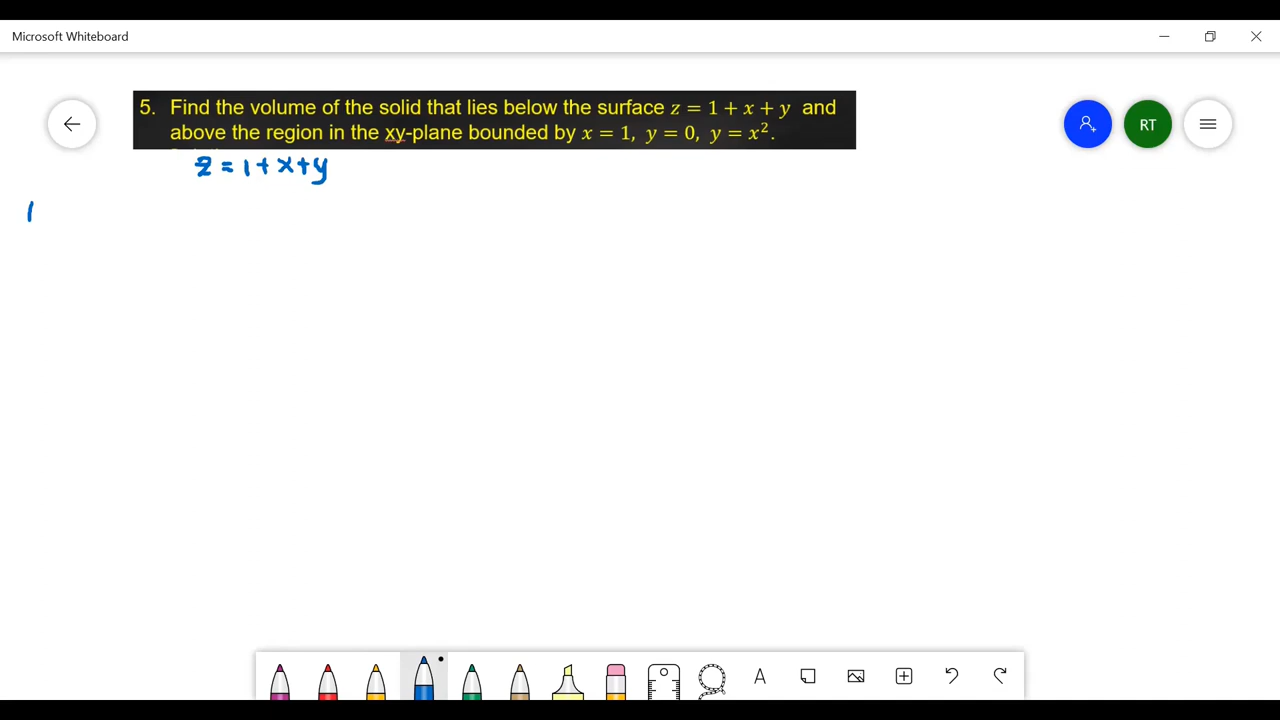 Microsoft Whiteboard
5. Find the volume of the solid that lies below the surface z = 1 + x + y and
above the region in the xy-plane bounded by x = 1, y = 0, y = x².
RT
z = 1 + x + y
A